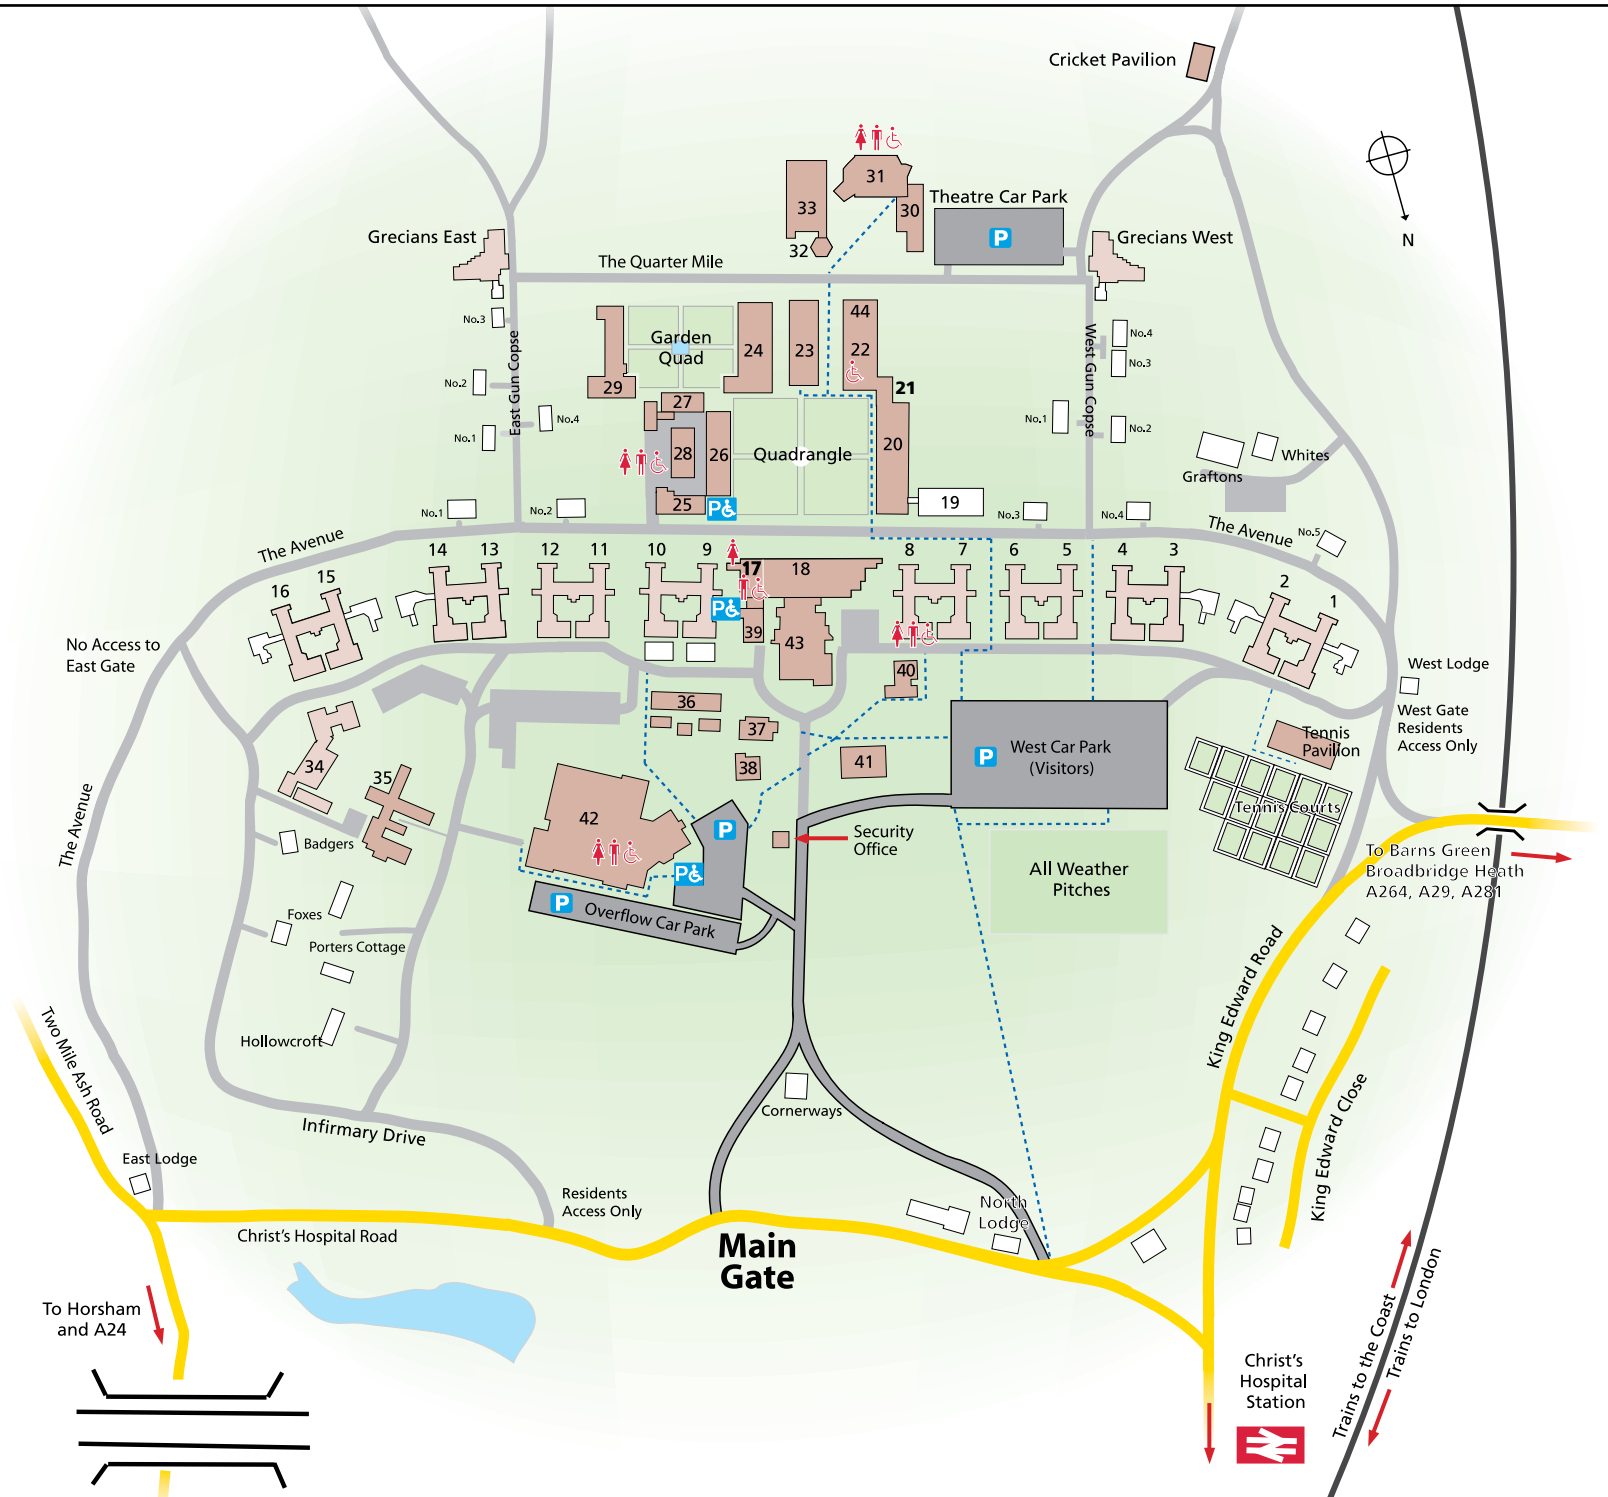 Cricket Pavilion
31
33
30
32
Theatre Car Park
P
N
Grecians East
Grecians West
The Quarter Mile
No.3
No.2
No.1
No.4
East Gun Copse
Garden
Quad
29
24
23
44
22
21
20
27
28
26
25
P
Quadrangle
19
West Gun Copse
No.4
No.3
No.1
No.2
Whites
Graftons
No.1
No.2
No.3
No.4
No.5
The Avenue
The Avenue
16
15
14
13
12
11
10
9
17
18
8
7
6
5
4
3
2
1
P
39
43
40
No Access to
East Gate
West Lodge
West Gate
Residents
Access Only
36
37
38
41
P
West Car Park
(Visitors)
Tennis
Pavilion
Tennis Courts
34
35
42
P
P
P
Overflow Car Park
Security
Office
All Weather
Pitches
To Barns Green
Broadbridge Heath
A264, A29, A281
The Avenue
Badgers
Foxes
Porters Cottage
Hollowcroft
Two Mile Ash Road
King Edward Road
King Edward Close
Cornerways
Infirmary Drive
East Lodge
Residents
Access Only
North
Lodge
Christ's Hospital Road
Main
Gate
To Horsham
and A24
Christ's
Hospital
Station
Trains to the Coast
Trains to London